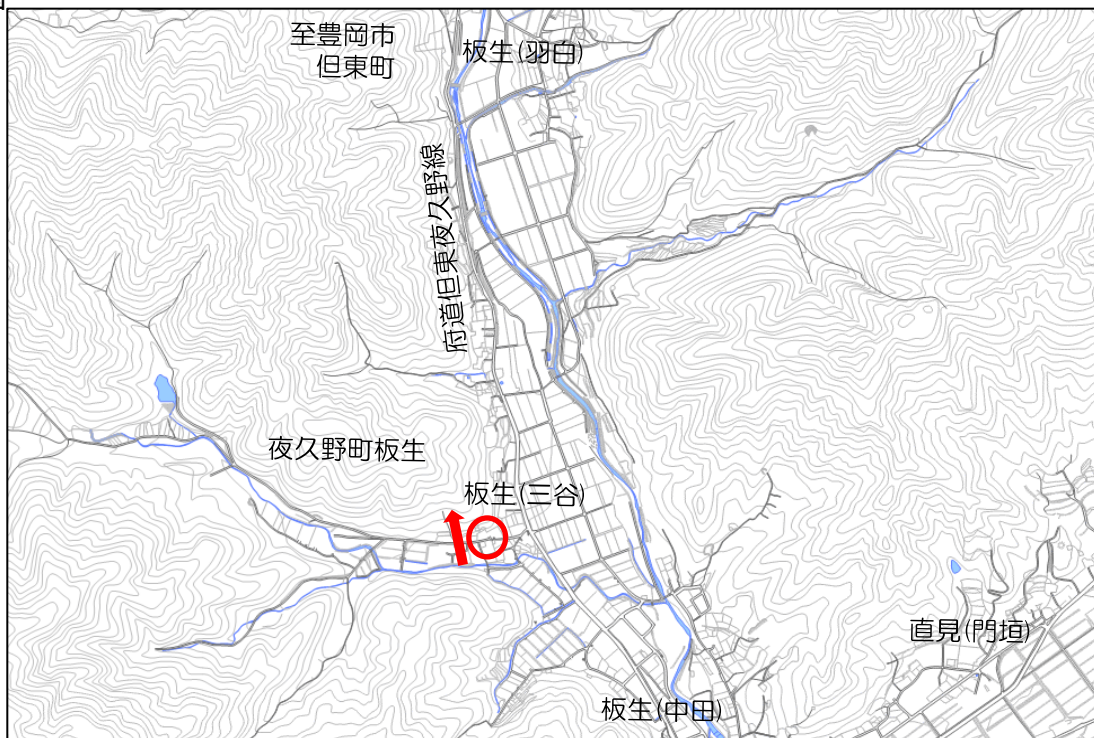 至豊岡市
但東町
板生(羽白)
府道但東夜久野線
夜久野町板生
板生(三谷)
直見(門垣)
板生(中田)